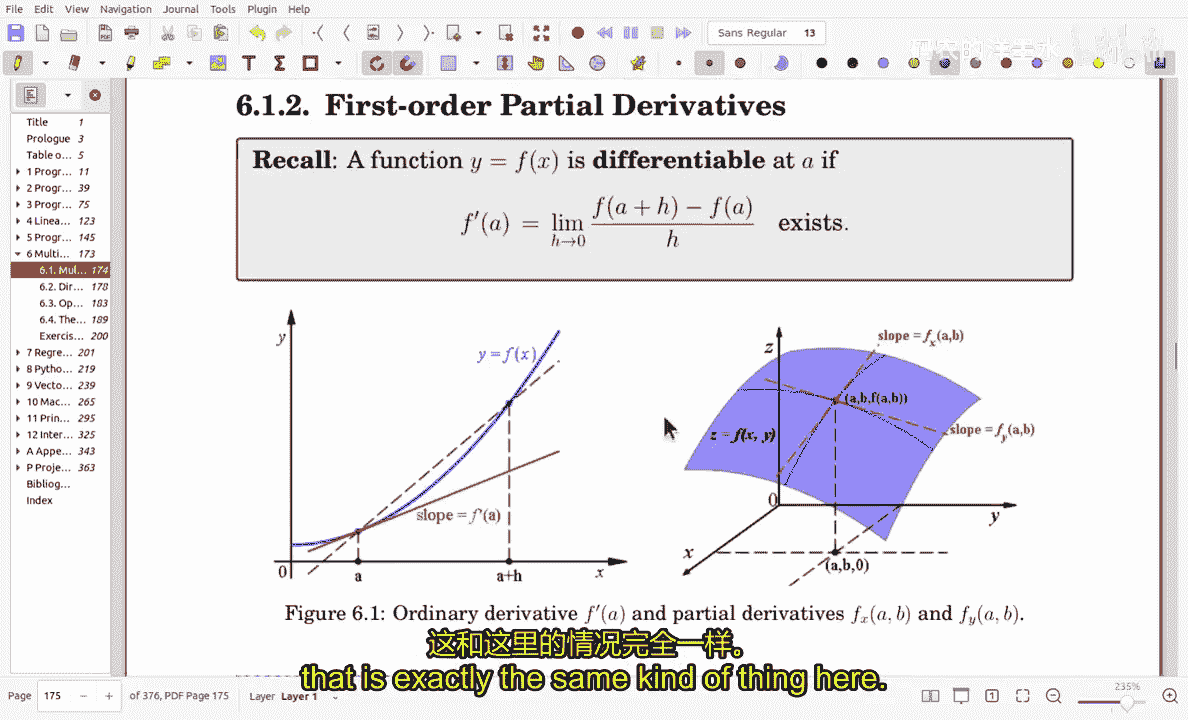 File Edit View Navigation Journal Tools Plugin Help
Sans Regular 13
Title 1
Prologue 3
Table o... 5
1 Progr... 11
2 Progr... 39
3 Progr... 75
4 Linea... 123
5 Progr... 145
6 Multi... 173
6.1. Mul... 174
6.2. Dir... 178
6.3. Op... 183
6.4. The... 189
Exercis... 200
7 Regre... 201
8 Pytho... 219
9 Vecto... 239
10 Mac... 265
11 Prin... 295
12 Inter... 325
A Appe... 343
P Proje... 363
Bibliog...
Index
6.1.2. First-order Partial Derivatives
Recall: A function y = f(x) is differentiable at a if
f′(a) = lim h→0 f(a + h) − f(a) / h exists.
y
y = f(x)
slope = f'(a)
0 a a+h x
slope = fx(a,b)
z
(a,b,f(a,b))
z = f(x, y)
slope = fy(a,b)
0
y
x
(a,b,0)
Figure 6.1: Ordinary derivative f′(a) and partial derivatives fx(a, b) and fy(a, b).
这和这里的情况完全一样。
that is exactly the same kind of thing here.
Page 175 of 376, PDF Page 175 Layer Layer 1 235%